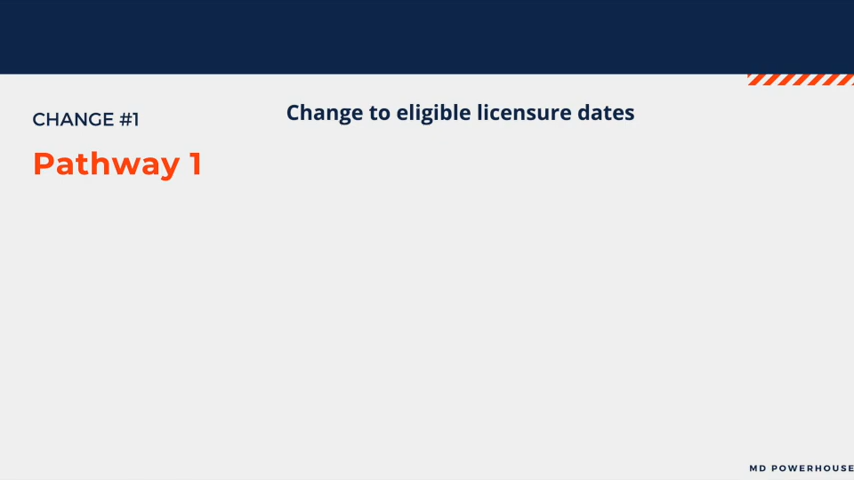 CHANGE #1
Pathway 1
Change to eligible licensure dates
MD POWERHOUSE